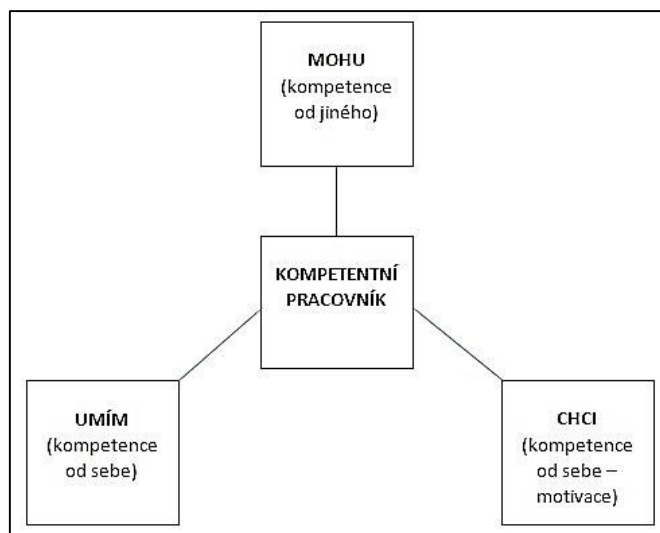 MOHU
(kompetence
od jiného)
KOMPETENTNÍ
PRACOVNÍK
UMÍM
(kompetence
od sebe)
CHCI
(kompetence
od sebe –
motivace)